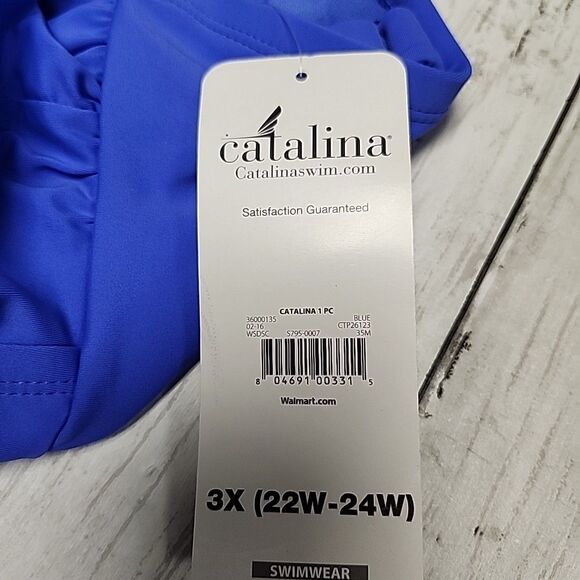 catalina®
Catalinaswim.com
Satisfaction Guaranteed
CATALINA 1 PC
36000135 BLUE
02-16 CTP26123
WSDSC S795-0007 35M
8 04691 00331 5
Walmart.com
3X (22W-24W)
SWIMWEAR